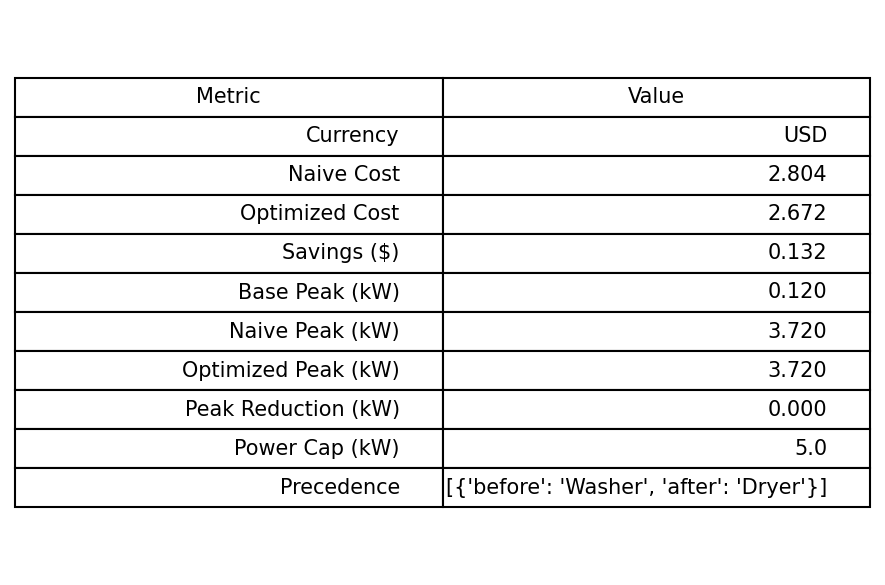 Metric Value
Currency USD
Naive Cost 2.804
Optimized Cost 2.672
Savings ($) 0.132
Base Peak (kW) 0.120
Naive Peak (kW) 3.720
Optimized Peak (kW) 3.720
Peak Reduction (kW) 0.000
Power Cap (kW) 5.0
Precedence [{'before': 'Washer', 'after': 'Dryer'}]